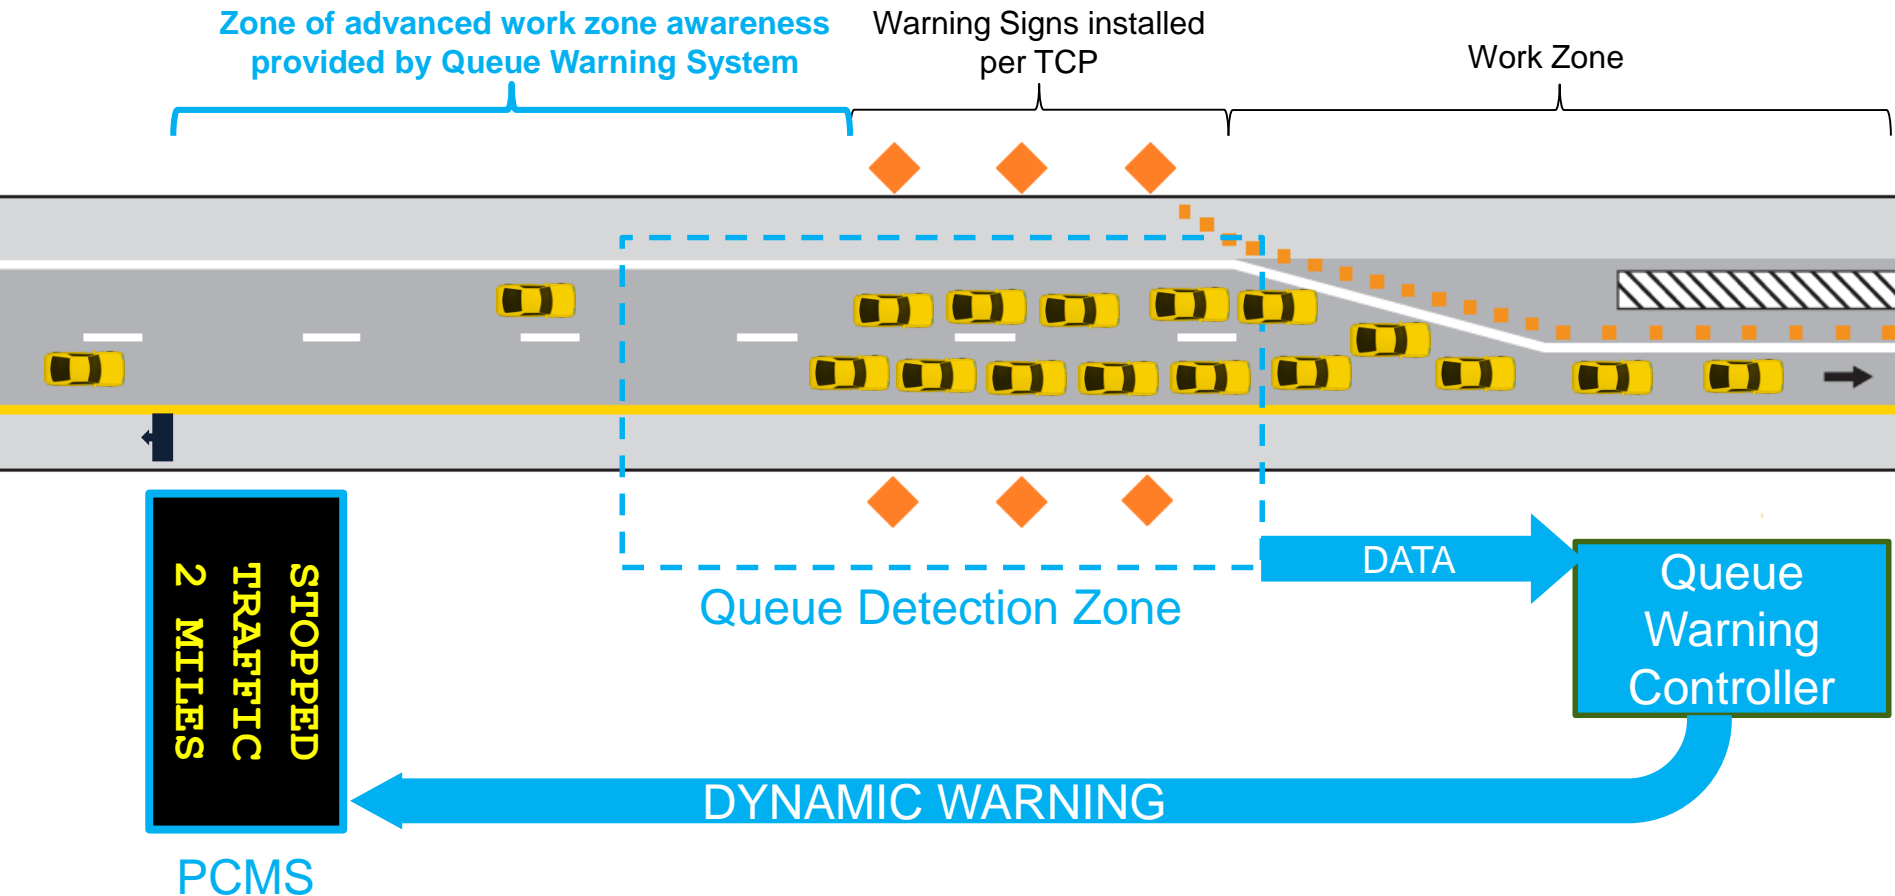 Zone of advanced work zone awareness
provided by Queue Warning System
Warning Signs installed
per TCP
Work Zone
STOPPED
TRAFFIC
2 MILES
PCMS
Queue Detection Zone
DATA
Queue
Warning
Controller
DYNAMIC WARNING